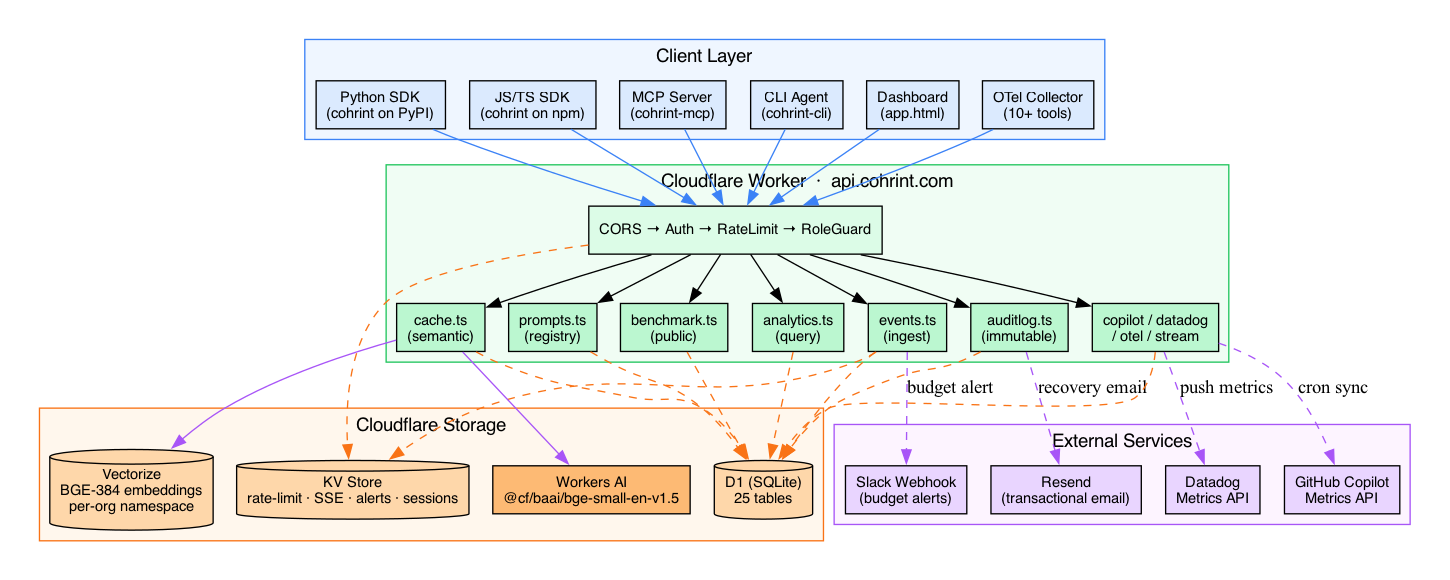 Client Layer
Python SDK
(cohrint on PyPI)
JS/TS SDK
(cohrint on npm)
MCP Server
(cohrint-mcp)
CLI Agent
(cohrint-cli)
Dashboard
(app.html)
OTel Collector
(10+ tools)
Cloudflare Worker · api.cohrint.com
CORS → Auth → RateLimit → RoleGuard
cache.ts
(semantic)
prompts.ts
(registry)
benchmark.ts
(public)
analytics.ts
(query)
events.ts
(ingest)
auditlog.ts
(immutable)
copilot / datadog
/ otel / stream
budget alert
recovery email
push metrics
cron sync
Cloudflare Storage
Vectorize
BGE-384 embeddings
per-org namespace
KV Store
rate-limit · SSE · alerts · sessions
Workers AI
@cf/baai/bge-small-en-v1.5
D1 (SQLite)
25 tables
External Services
Slack Webhook
(budget alerts)
Resend
(transactional email)
Datadog
Metrics API
GitHub Copilot
Metrics API